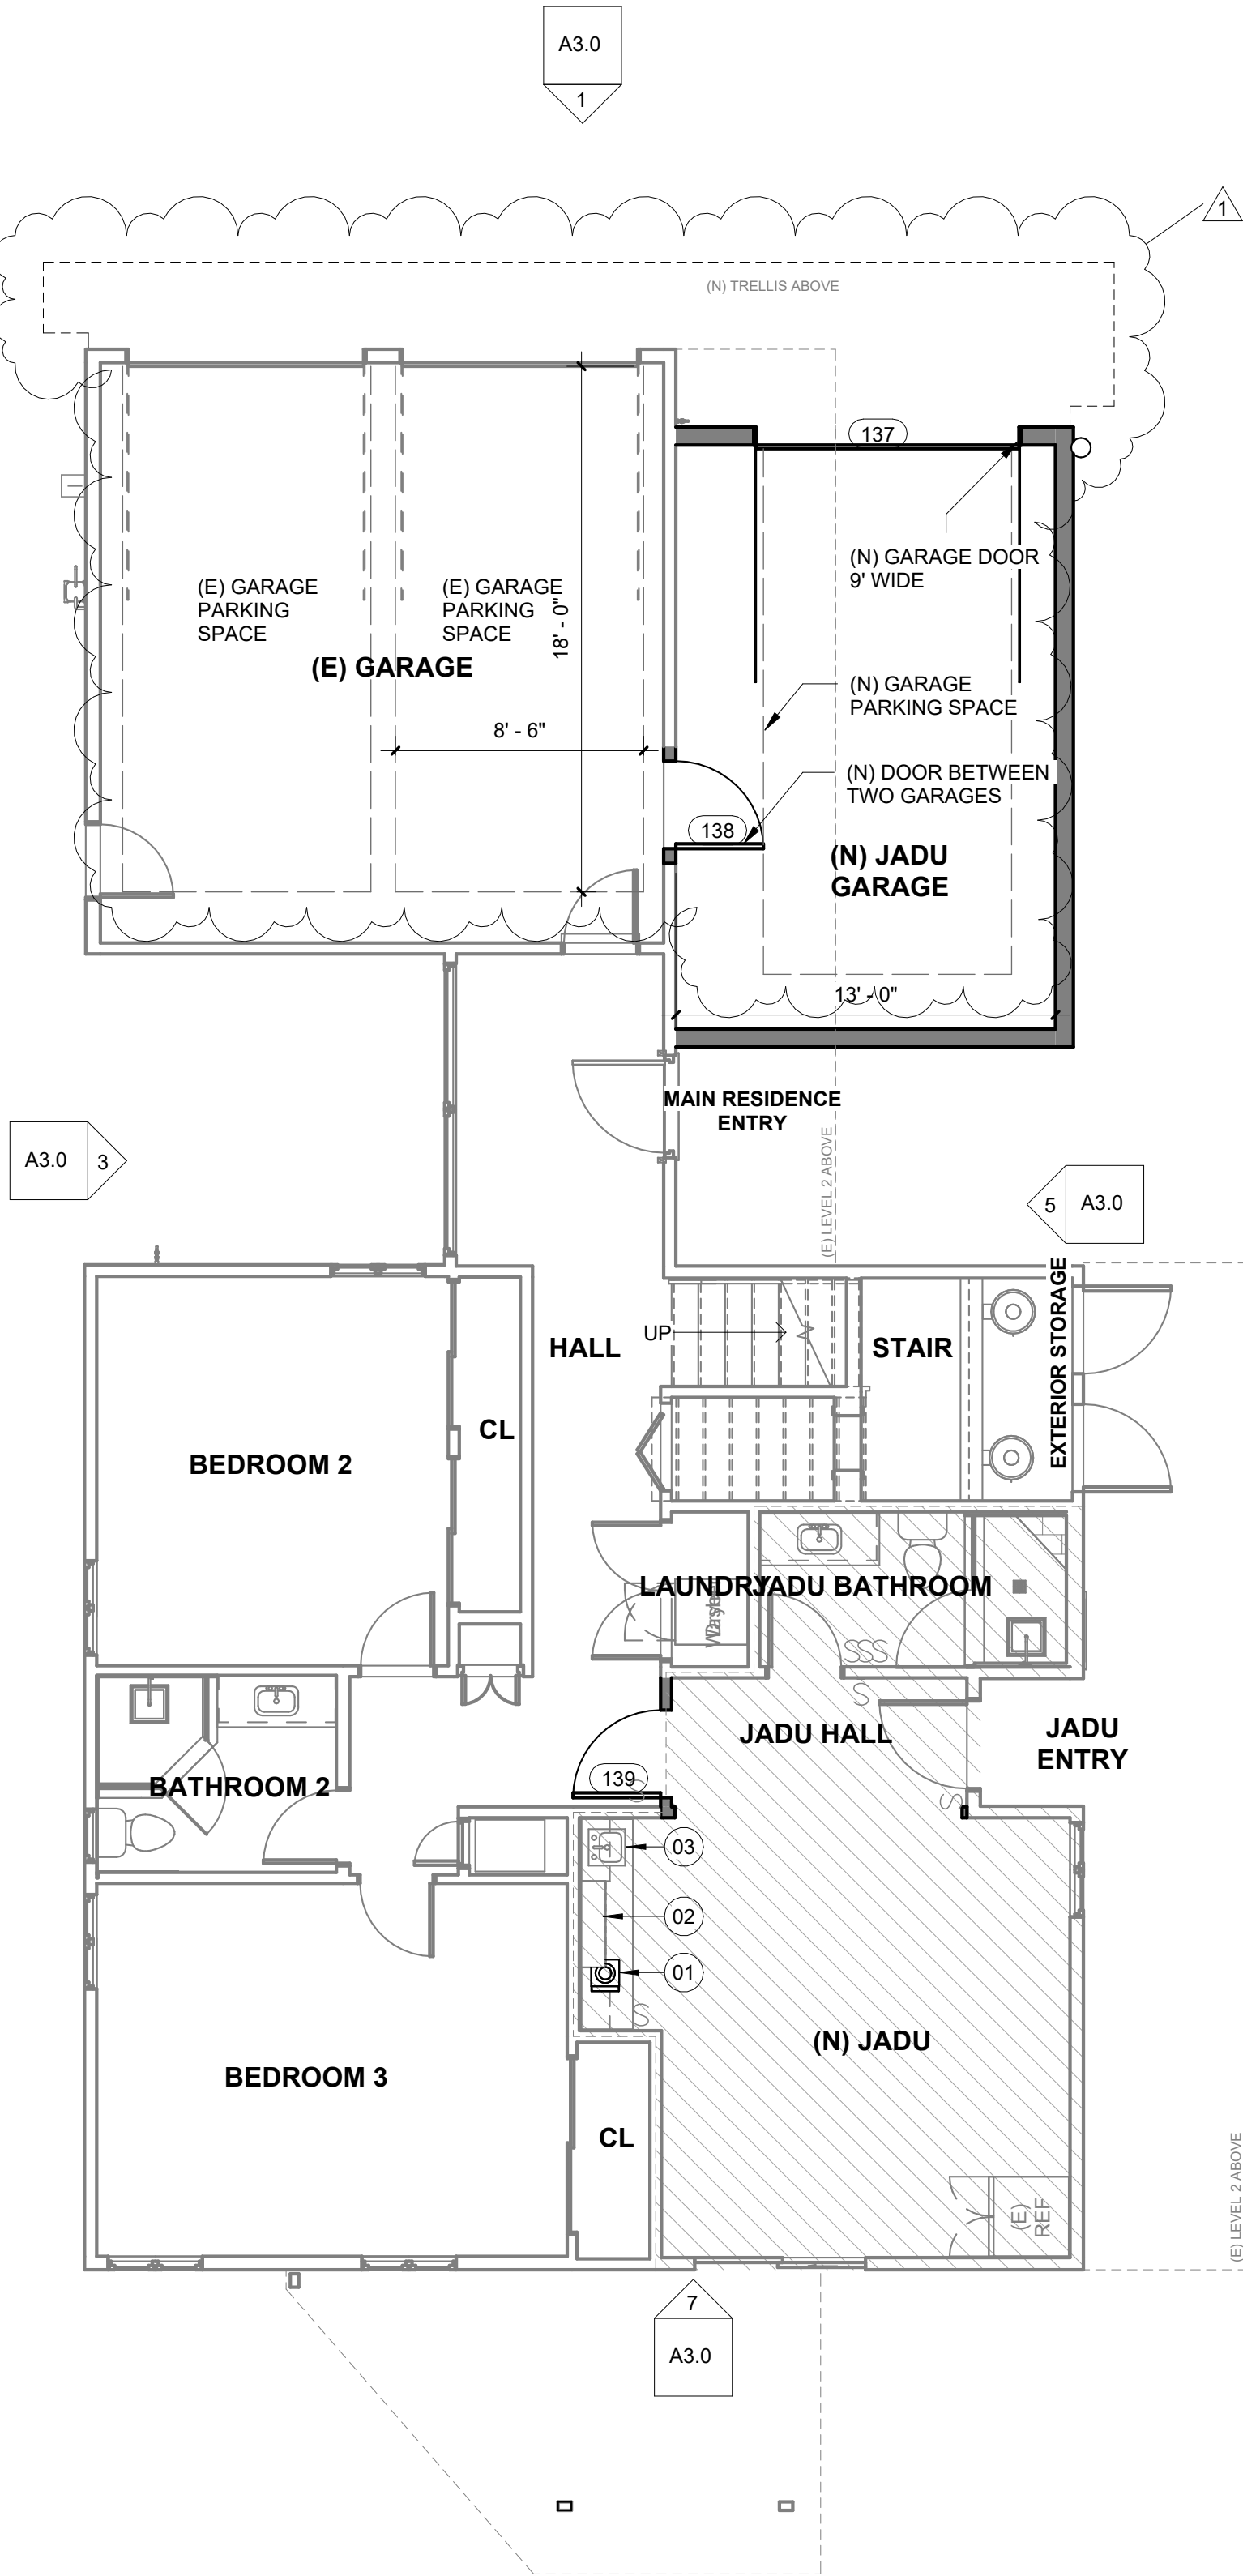 A3.0
1
1
(N) TRELLIS ABOVE
137
(N) GARAGE DOOR
9' WIDE
(E) GARAGE
PARKING
SPACE
(E) GARAGE
PARKING
SPACE
18' - 0"
(E) GARAGE
(N) GARAGE
PARKING SPACE
8' - 6"
(N) DOOR BETWEEN
TWO GARAGES
138
(N) JADU
GARAGE
13' - 0"
MAIN RESIDENCE
ENTRY
(E) LEVEL 2 ABOVE
A3.0
3
5
A3.0
EXTERIOR STORAGE
UP
HALL
STAIR
CL
BEDROOM 2
LAUNDRY
JADU BATHROOM
SSS
S
JADU HALL
JADU
ENTRY
BATHROOM 2
139
S
S
03
02
01
S
(N) JADU
BEDROOM 3
CL
(E)
REF
(E) LEVEL 2 ABOVE
7
A3.0